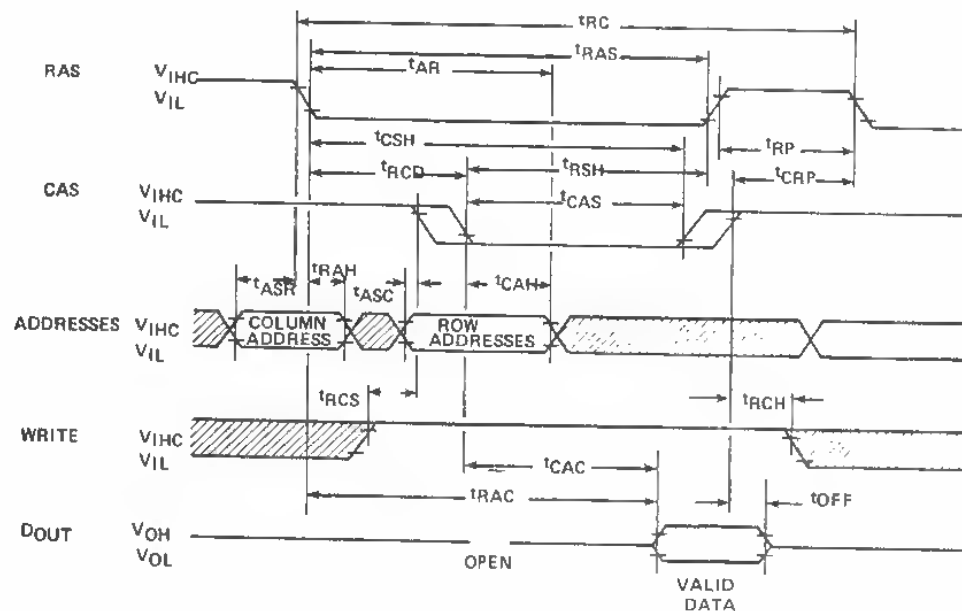 tRC
tRAS
tAR
RAS
VIHC
VIL
tCSH
tRP
tRCD
tRSH
tCRP
CAS
VIHC
VIL
tCAS
tASR
tRAH
tASC
tCAH
ADDRESSES
VIHC
VIL
COLUMN
ADDRESS
ROW
ADDRESSES
tRCS
tRCH
WRITE
VIHC
VIL
tCAC
tRAC
tOFF
DOUT
VOH
VOL
OPEN
VALID
DATA